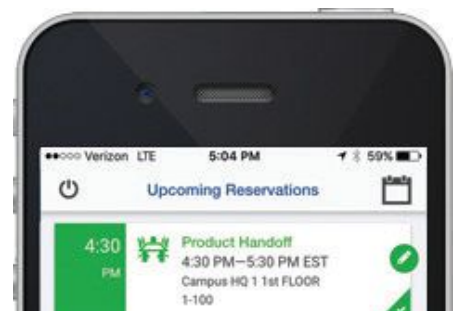 Verizon LTE 5:04 PM 59%
Upcoming Reservations
4:30
PM
Product Handoff
4:30 PM—5:30 PM EST
Campus HQ 1 1st FLOOR
1-100